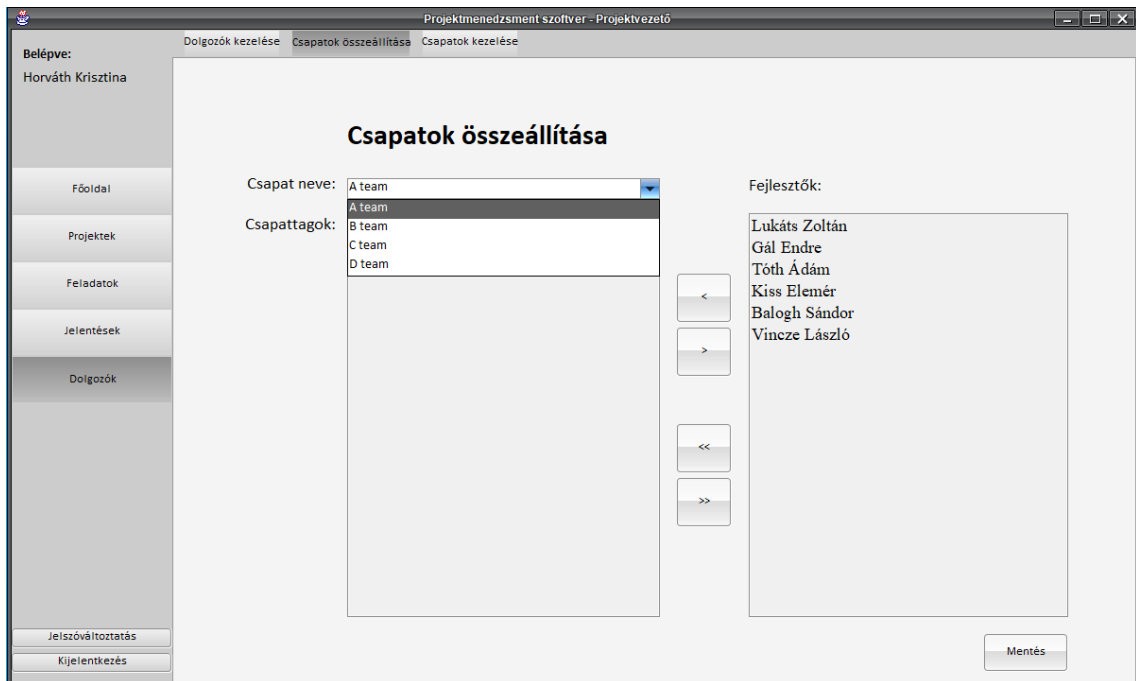 Projektmenedzsment szoftver - Projektvezető
Belépve:
Horváth Krisztina
Dolgozók kezelése Csapatok összeállítása Csapatok kezelése
Főoldal
Projektek
Feladatok
Jelentések
Dolgozók
Jelszóváltoztatás
Kijelentkezés
Csapatok összeállítása
Csapat neve: A team
A team
B team
C team
D team
Csapattagok:
<
>
<<
>>
Fejlesztők:
Lukáts Zoltán
Gál Endre
Tóth Ádám
Kiss Elemér
Balogh Sándor
Vincze László
Mentés